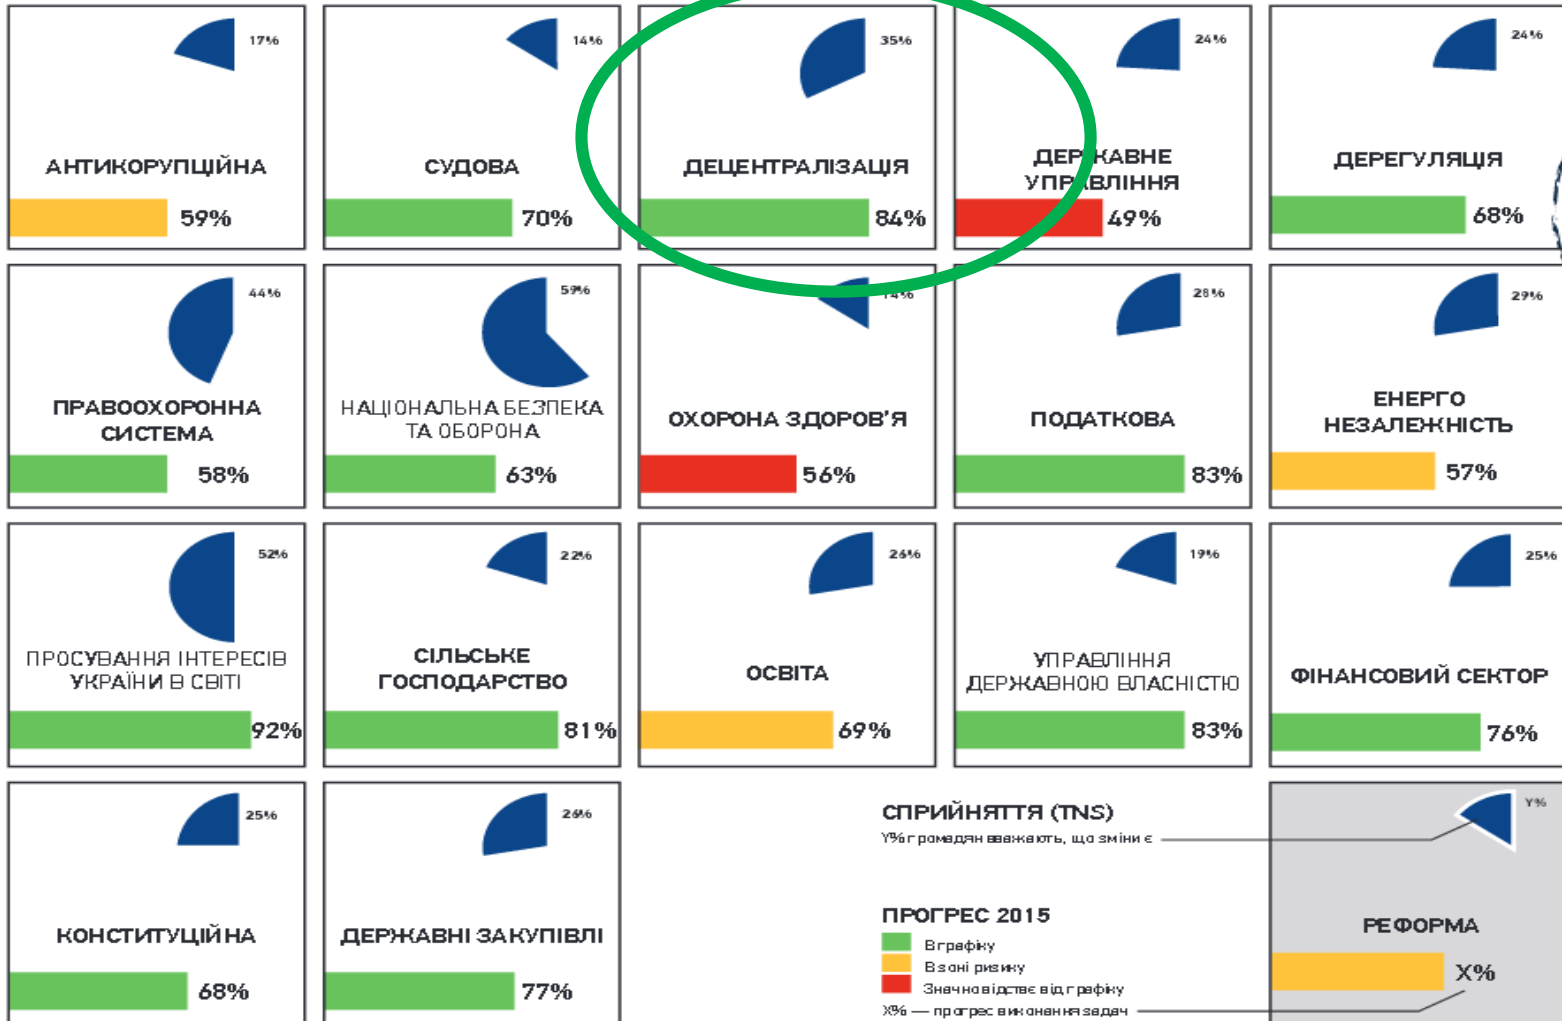 17%
АНТИКОРУПЦІЙНА
59%
14%
СУДОВА
70%
35%
ДЕЦЕНТРАЛІЗАЦІЯ
84%
24%
ДЕРЖАВНЕ
УПРАВЛІННЯ
49%
24%
ДЕРЕГУЛЯЦІЯ
68%
44%
ПРАВООХОРОННА
СИСТЕМА
58%
59%
НАЦІОНАЛЬНА БЕЗПЕКА
ТА ОБОРОНА
63%
14%
ОХОРОНА ЗДОРОВ'Я
56%
28%
ПОДАТКОВА
83%
29%
ЕНЕРГО
НЕЗАЛЕЖНІСТЬ
57%
52%
ПРОСУВАННЯ ІНТЕРЕСІВ
УКРАЇНИ В СВІТІ
92%
22%
СІЛЬСЬКЕ
ГОСПОДАРСТВО
81%
26%
ОСВІТА
69%
19%
УПРАВЛІННЯ
ДЕРЖАВНОЮ ВЛАСНІСТЮ
83%
25%
ФІНАНСОВИЙ СЕКТОР
76%
25%
КОНСТИТУЦІЙНА
68%
26%
ДЕРЖАВНІ ЗАКУПІВЛІ
77%
СПРИЙНЯТТЯ (TNS)
Y% громадян вважають, що зміни є
ПРОГРЕС 2015
В графіку
В зоні ризику
Значно відстає від графіку
X% — прогрес виконання задач
Y%
РЕФОРМА
X%